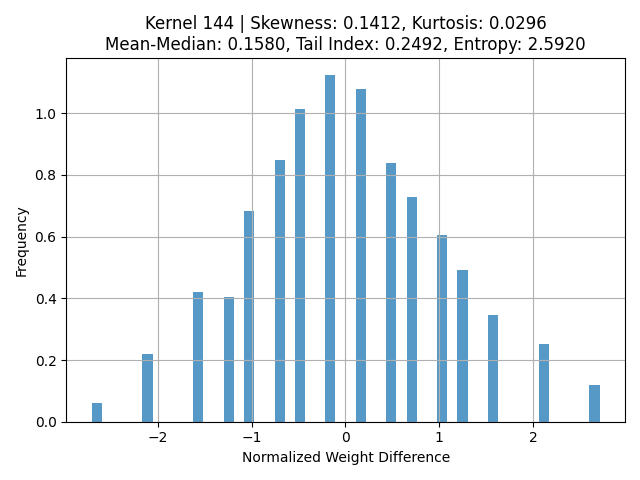 Kernel 144 | Skewness: 0.1412, Kurtosis: 0.0296
Mean-Median: 0.1580, Tail Index: 0.2492, Entropy: 2.5920
1.0
0.8
0.6
0.4
0.2
0.0
Frequency
−2
−1
0
1
2
Normalized Weight Difference